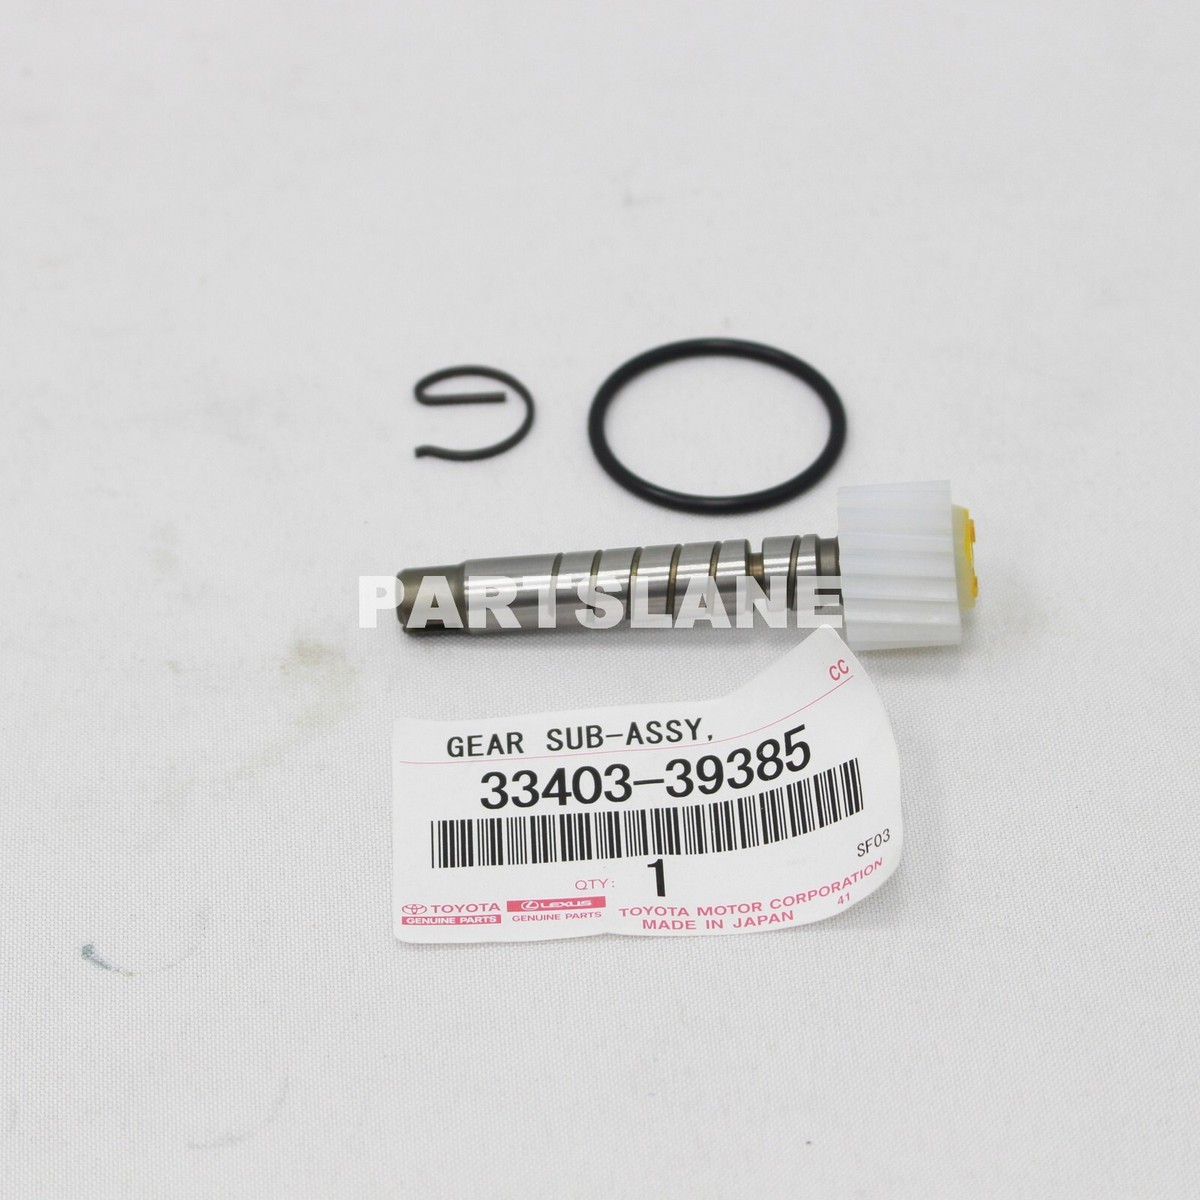 PARTSLANE
CC
GEAR SUB-ASSY,
33403-39385
SF03
QTY: 1
TOYOTA
GENUINE PARTS
LEXUS
GENUINE PARTS
TOYOTA MOTOR CORPORATION
MADE IN JAPAN
41